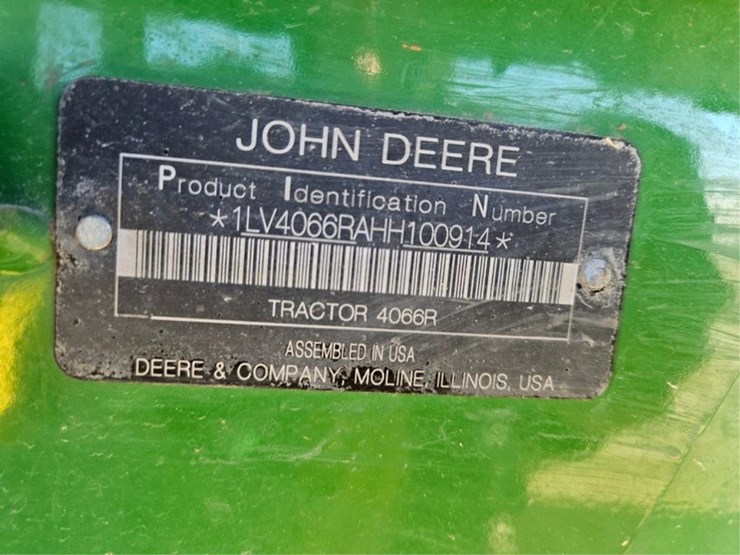 JOHN DEERE
Product Identification Number
*1LV4066RAHH100914*
TRACTOR 4066R
ASSEMBLED IN USA
DEERE & COMPANY, MOLINE, ILLINOIS, USA